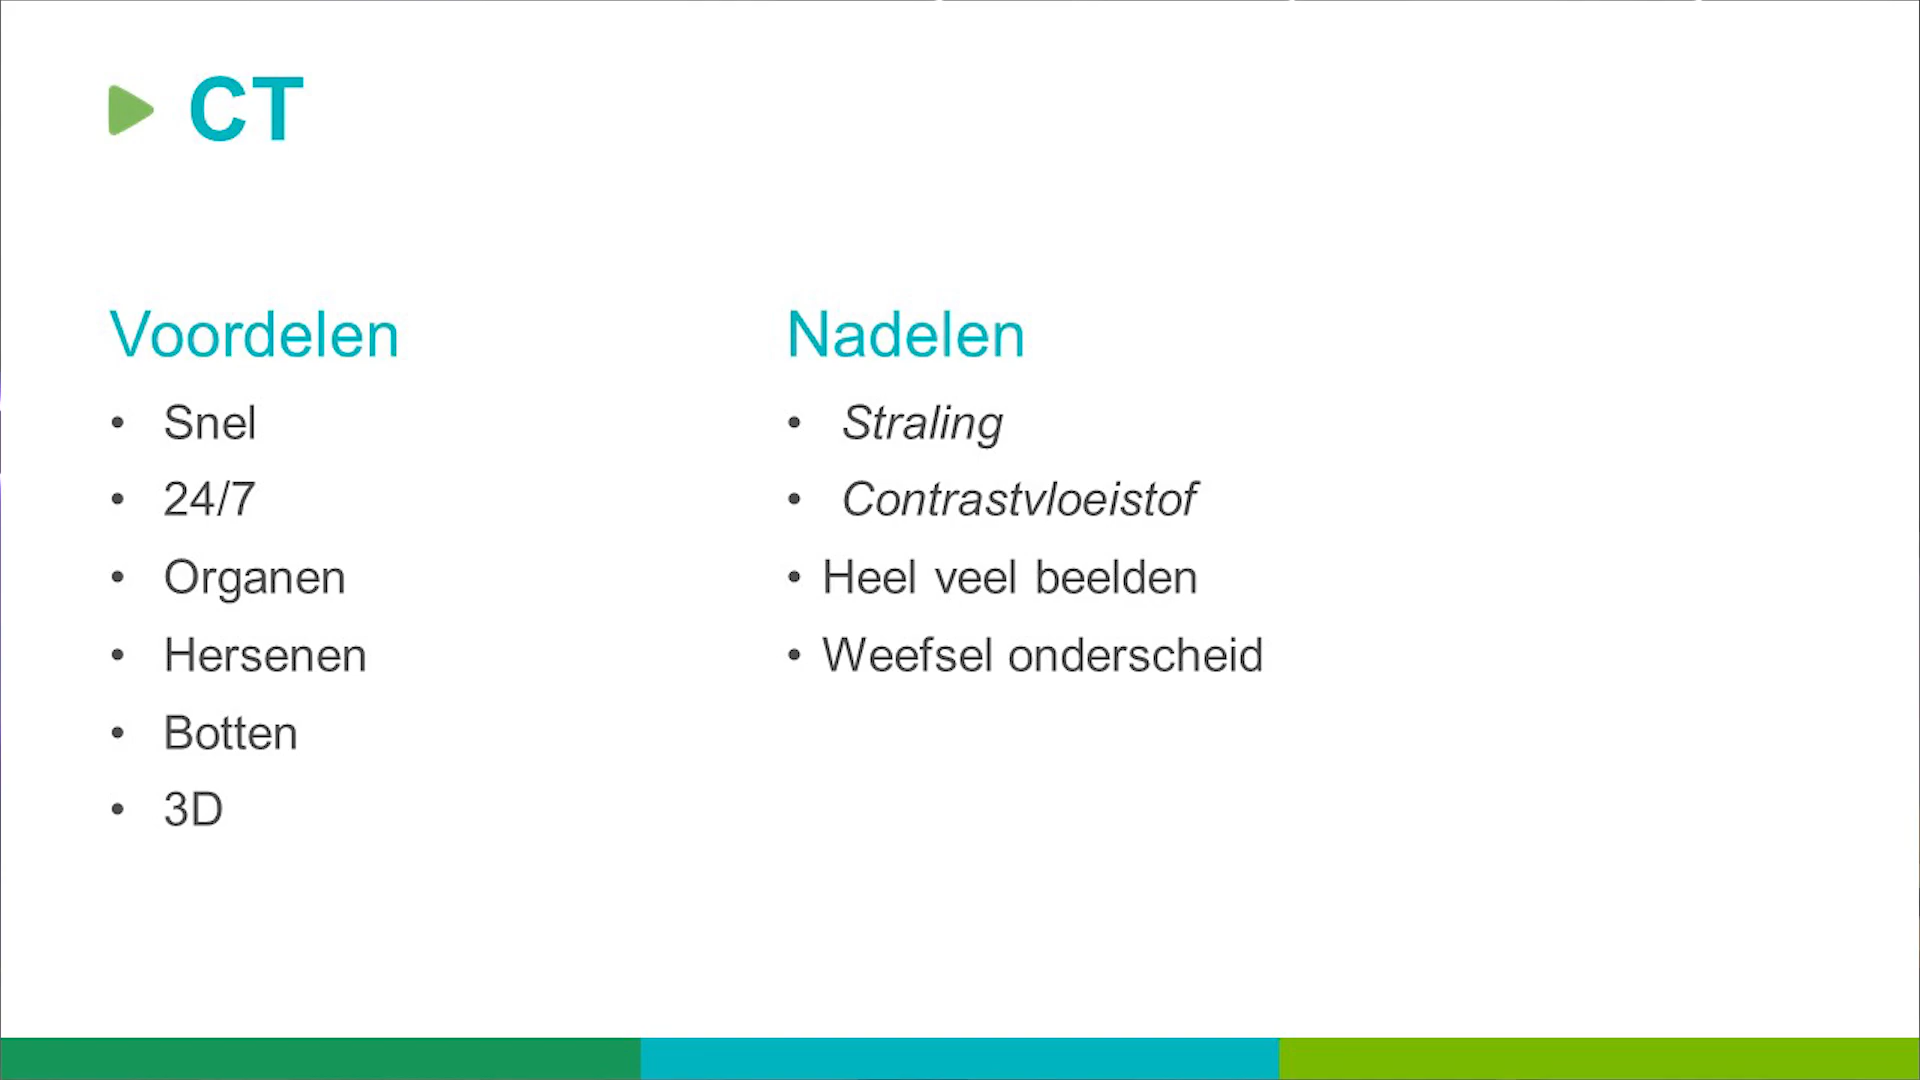 CT
Voordelen
• Snel
• 24/7
• Organen
• Hersenen
• Botten
• 3D
Nadelen
• Straling
• Contrastvloeistof
• Heel veel beelden
• Weefsel onderscheid